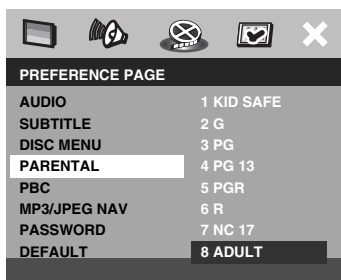 PREFERENCE PAGE
AUDIO 1 KID SAFE
SUBTITLE 2 G
DISC MENU 3 PG
PARENTAL 4 PG 13
PBC 5 PGR
MP3/JPEG NAV 6 R
PASSWORD 7 NC 17
DEFAULT 8 ADULT